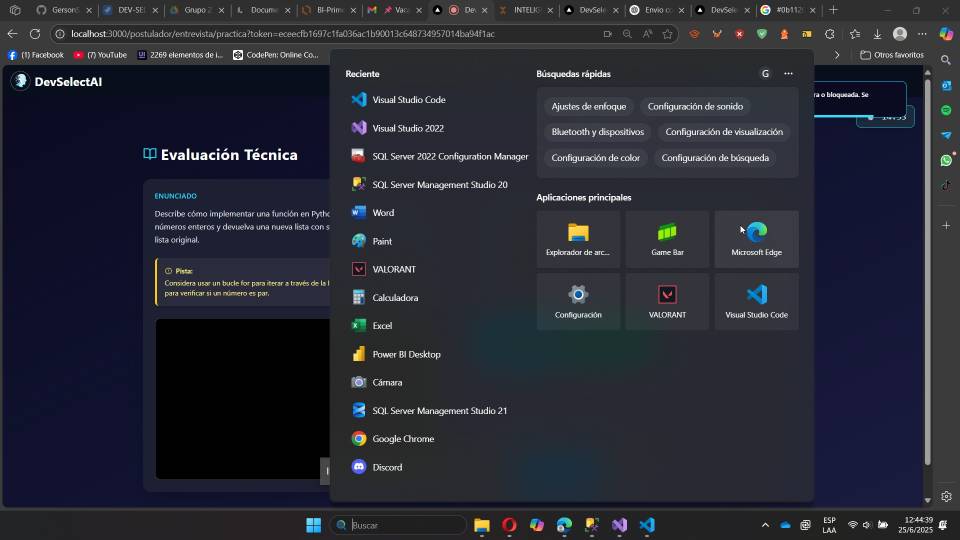 GersonS
DEV-SEL
Grupo 2
Docume
BI-Prime
Vaca
Dev
INTELIG
DevSele
Envio co
DevSele
#0b112
localhost:3000/postulador/entrevista/practica?token=eceecfb1697c1fa036ac1b90013c648734957014ba94f1ac
(1) Facebook
(7) YouTube
2269 elementos de i...
CodePen: Online Co...
Otros favoritos
DevSelectAI
ra o bloqueada. Se
Evaluación Técnica
ENUNCIADO
Describe cómo implementar una función en Pytho
números enteros y devuelva una nueva lista con s
lista original.
Pista:
Considera usar un bucle for para iterar a través de la l
para verificar si un número es par.
Reciente
Visual Studio Code
Visual Studio 2022
SQL Server 2022 Configuration Manager
SQL Server Management Studio 20
Word
Paint
VALORANT
Calculadora
Excel
Power BI Desktop
Cámara
SQL Server Management Studio 21
Google Chrome
Discord
Búsquedas rápidas
G
Ajustes de enfoque
Configuración de sonido
Bluetooth y dispositivos
Configuración de visualización
Configuración de color
Configuración de búsqueda
Aplicaciones principales
Explorador de arc...
Game Bar
Microsoft Edge
Configuración
VALORANT
Visual Studio Code
Buscar
ESP
LAA
12:44:39
25/6/2025